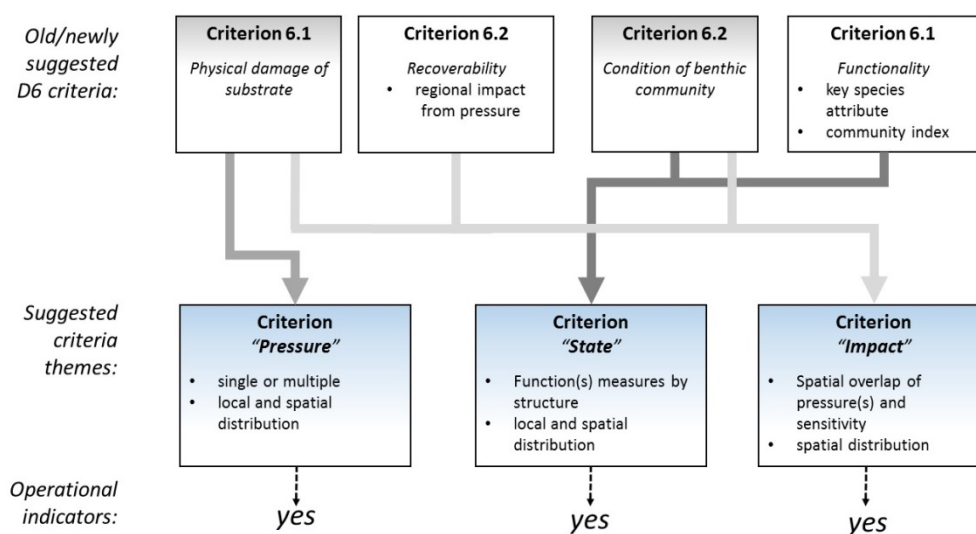 Old/newly
suggested
D6 criteria:
Criterion 6.1
Physical damage of
substrate
Criterion 6.2
Recoverability
• regional impact
from pressure
Criterion 6.2
Condition of benthic
community
Criterion 6.1
Functionality
• key species
attribute
• community index
Suggested
criteria
themes:
Criterion
“Pressure”
• single or multiple
• local and spatial
distribution
Criterion
“State”
• Function(s) measures by
structure
• local and spatial
distribution
Criterion
“Impact”
• Spatial overlap of
pressure(s) and
sensitivity
• spatial distribution
Operational
indicators:
yes
yes
yes